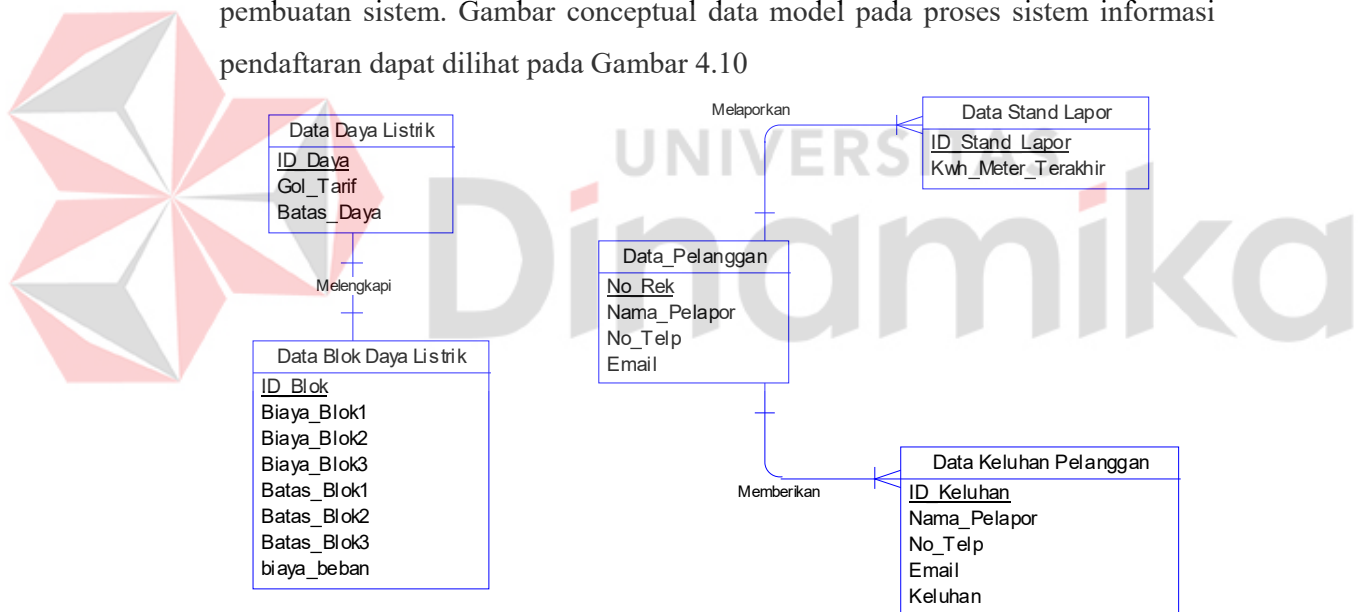 pembuatan sistem. Gambar conceptual data model pada proses sistem informasi
pendaftaran dapat dilihat pada Gambar 4.10
UNIVERSITAS
Dinamika
Data Daya Listrik
ID_Daya
Gol_Tarif
Batas_Daya
Melengkapi
Data Blok Daya Listrik
ID_Blok
Biaya_Blok1
Biaya_Blok2
Biaya_Blok3
Batas_Blok1
Batas_Blok2
Batas_Blok3
biaya_beban
Melaporkan
Data Stand Lapor
ID_Stand_Lapor
Kwh_Meter_Terakhir
Data_Pelanggan
No_Rek
Nama_Pelapor
No_Telp
Email
Memberikan
Data Keluhan Pelanggan
ID_Keluhan
Nama_Pelapor
No_Telp
Email
Keluhan